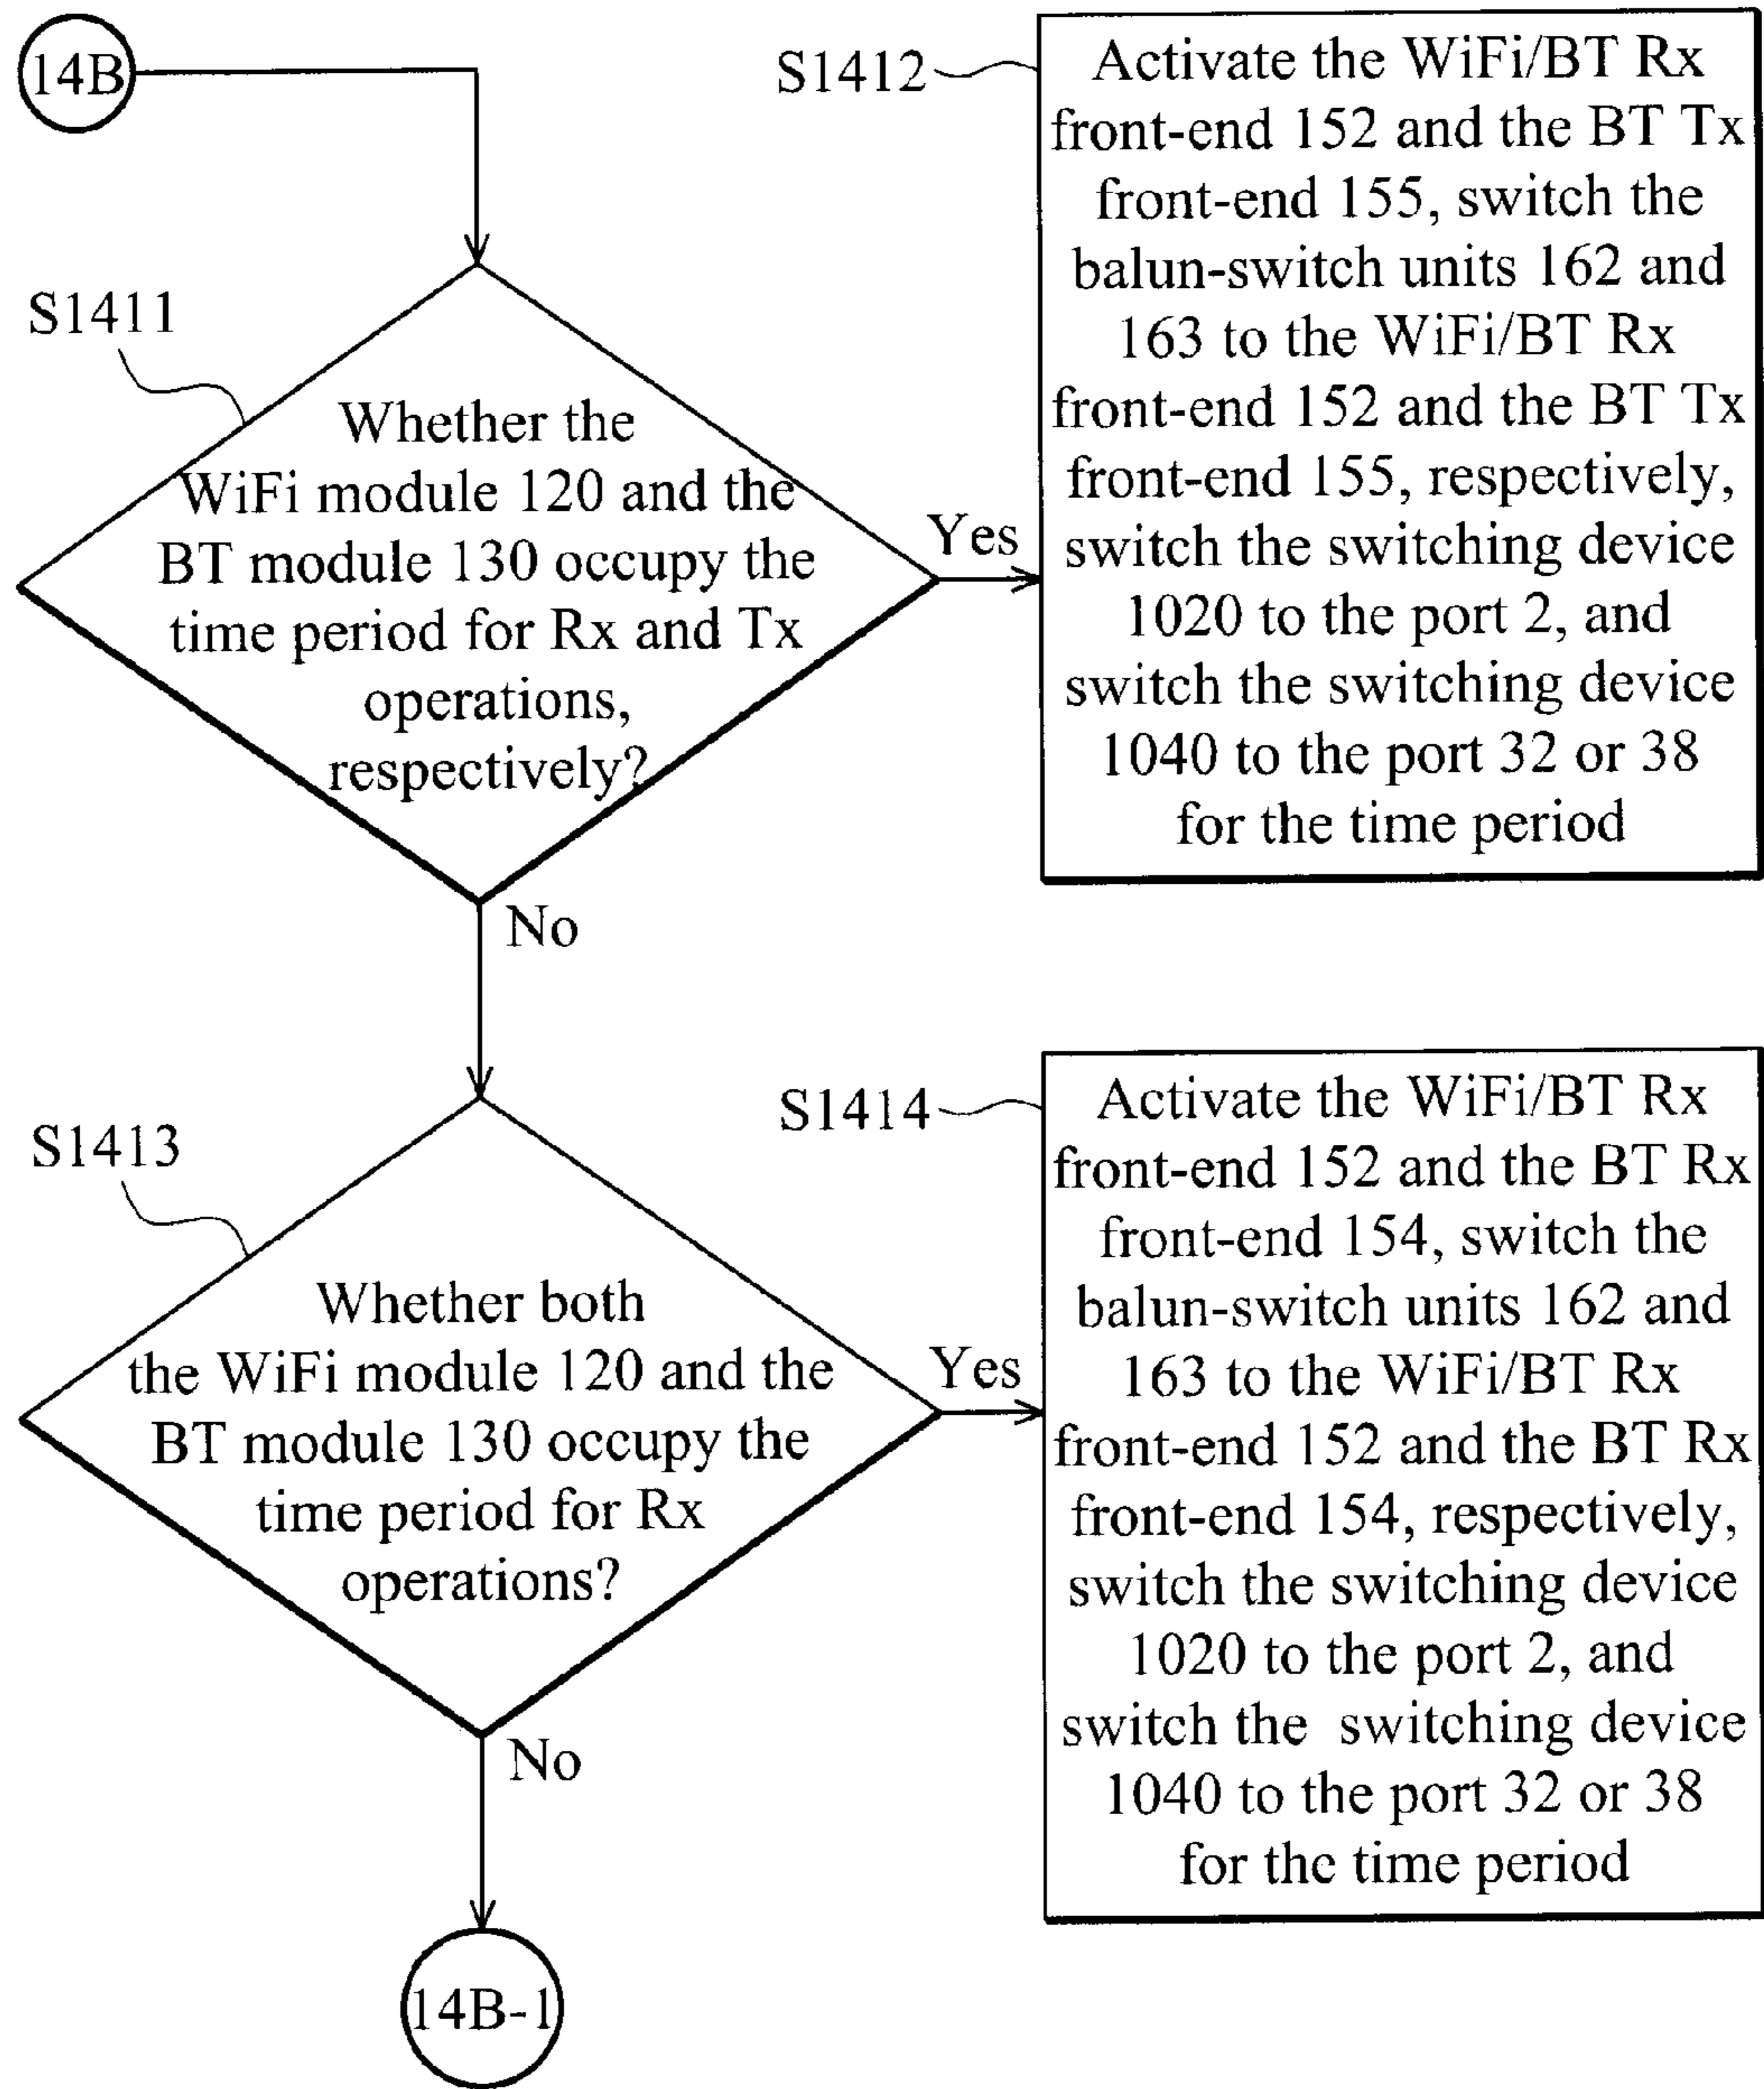 14B
S1411
Whether the
WiFi module 120 and the
BT module 130 occupy the
time period for Rx and Tx
operations,
respectively?
Yes
S1412
Activate the WiFi/BT Rx
front-end 152 and the BT Tx
front-end 155, switch the
balun-switch units 162 and
163 to the WiFi/BT Rx
front-end 152 and the BT Tx
front-end 155, respectively,
switch the switching device
1020 to the port 2, and
switch the switching device
1040 to the port 32 or 38
for the time period
No
S1413
Whether both
the WiFi module 120 and the
BT module 130 occupy the
time period for Rx
operations?
Yes
S1414
Activate the WiFi/BT Rx
front-end 152 and the BT Rx
front-end 154, switch the
balun-switch units 162 and
163 to the WiFi/BT Rx
front-end 152 and the BT Rx
front-end 154, respectively,
switch the switching device
1020 to the port 2, and
switch the switching device
1040 to the port 32 or 38
for the time period
No
14B-1